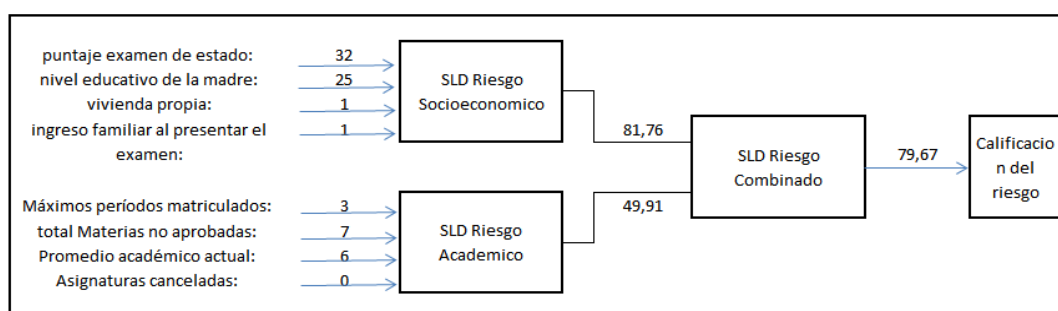 puntaje examen de estado: 32
nivel educativo de la madre: 25
vivienda propia: 1
ingreso familiar al presentar el 1
examen:
SLD Riesgo
Socioeconomico
81,76
Máximos períodos matriculados: 3
total Materias no aprobadas: 7
Promedio académico actual: 6
Asignaturas canceladas: 0
SLD Riesgo
Academico
49,91
SLD Riesgo
Combinado
79,67
Calificacio
n del
riesgo